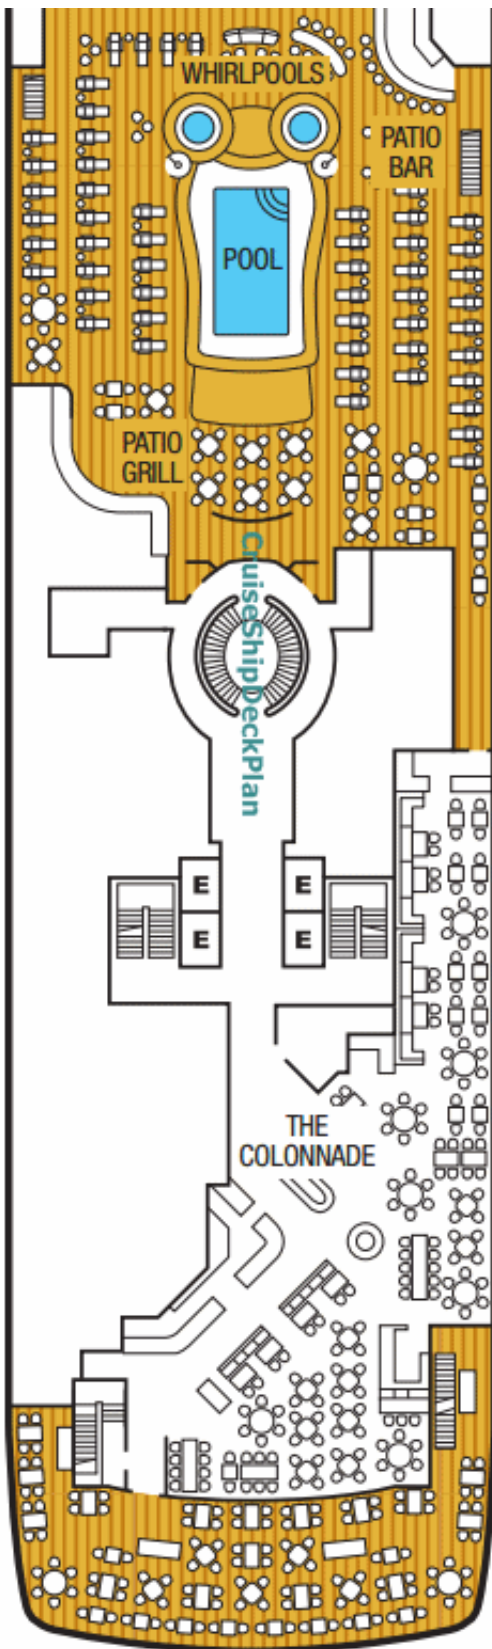 WHIRLPOOLS
PATIO
BAR
POOL
PATIO
GRILL
CruiseShipDeckPlan
E
E
E
E
THE
COLONNADE